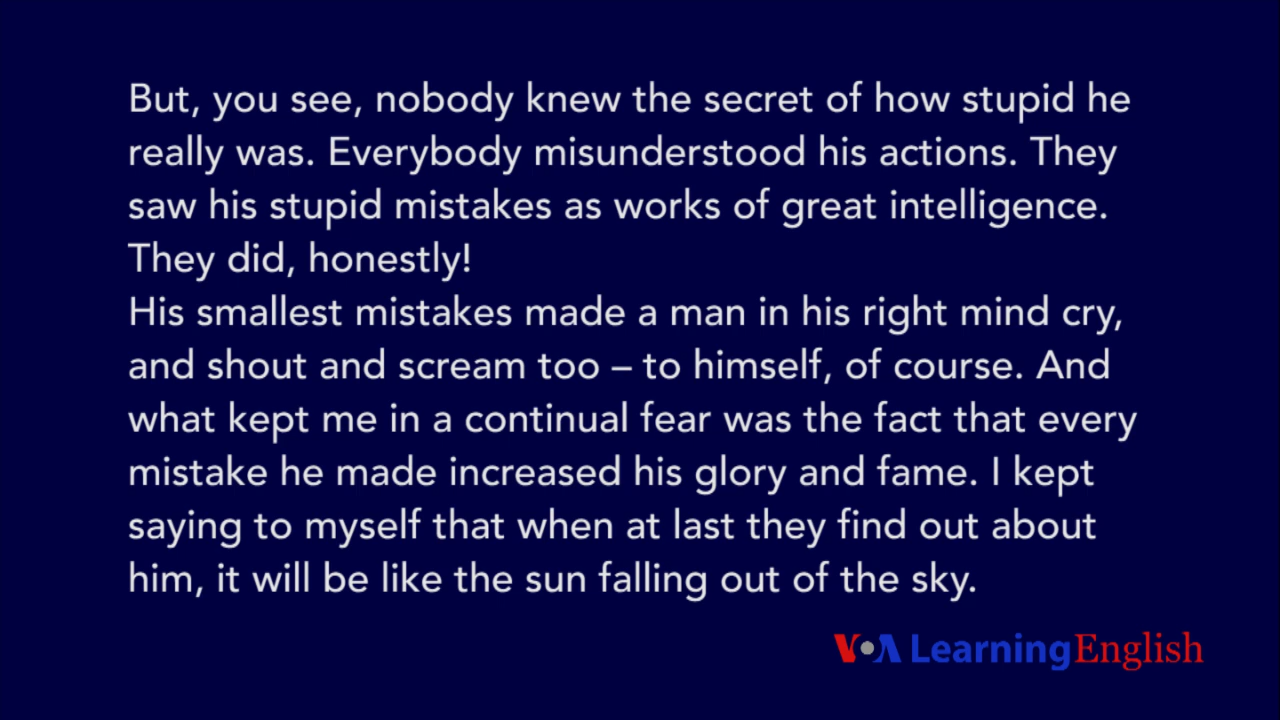 But, you see, nobody knew the secret of how stupid he
really was. Everybody misunderstood his actions. They
saw his stupid mistakes as works of great intelligence.
They did, honestly!
His smallest mistakes made a man in his right mind cry,
and shout and scream too – to himself, of course. And
what kept me in a continual fear was the fact that every
mistake he made increased his glory and fame. I kept
saying to myself that when at last they find out about
him, it will be like the sun falling out of the sky.
VOA Learning English